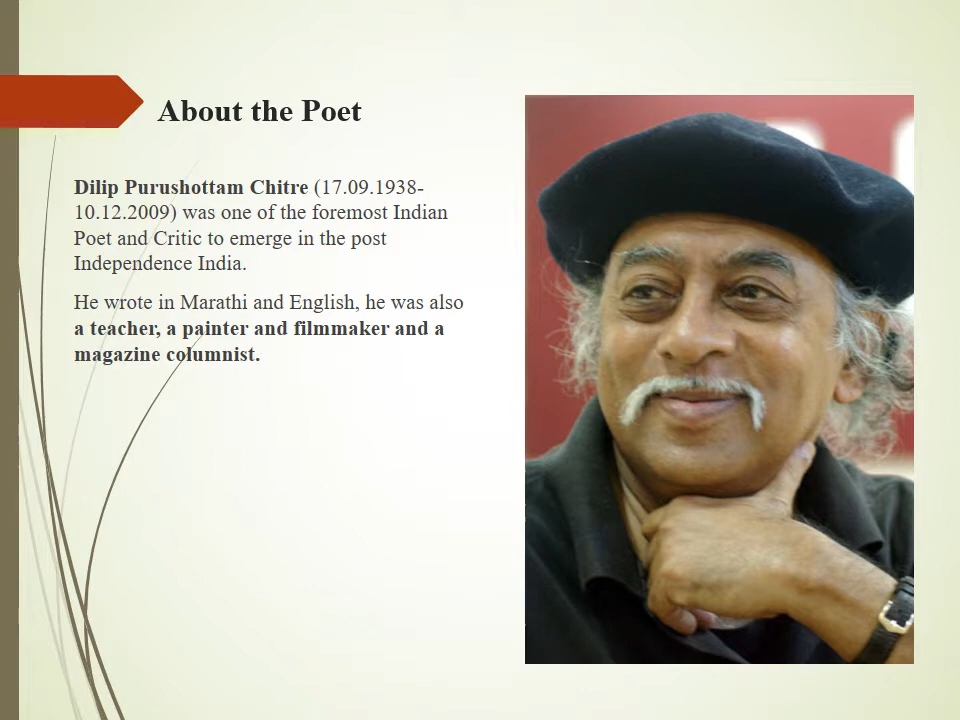 About the Poet
Dilip Purushottam Chitre (17.09.1938-
10.12.2009) was one of the foremost Indian
Poet and Critic to emerge in the post
Independence India.
He wrote in Marathi and English, he was also
a teacher, a painter and filmmaker and a
magazine columnist.